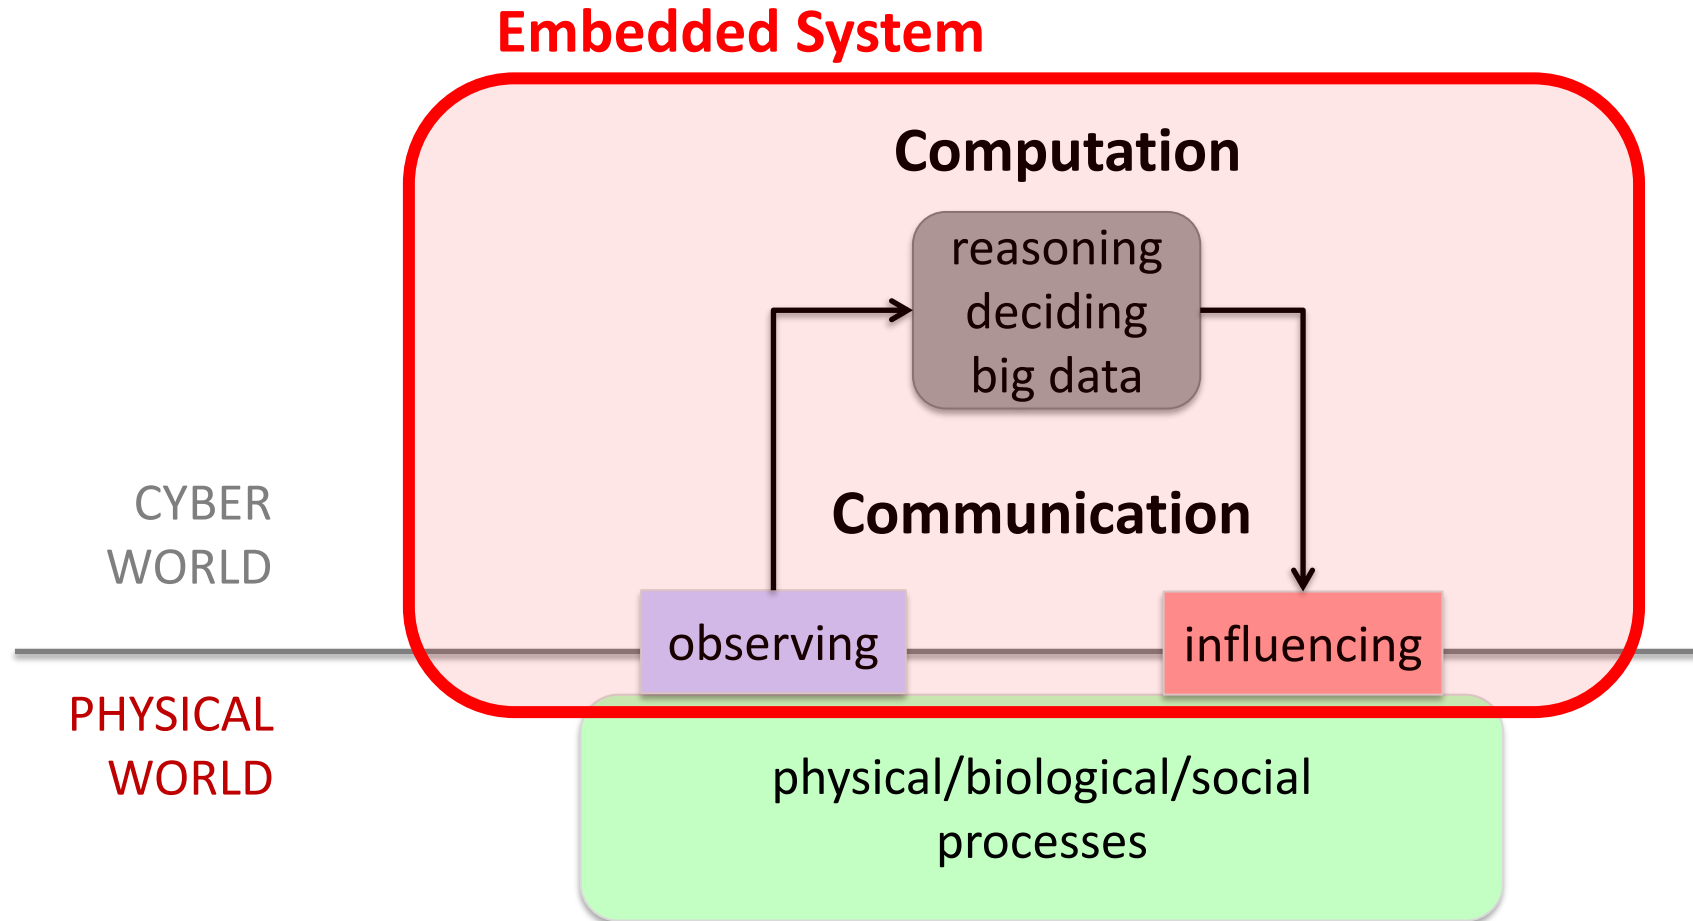 Embedded System
Computation
reasoning
deciding
big data
Communication
CYBER
WORLD
observing
influencing
PHYSICAL
WORLD
physical/biological/social
processes